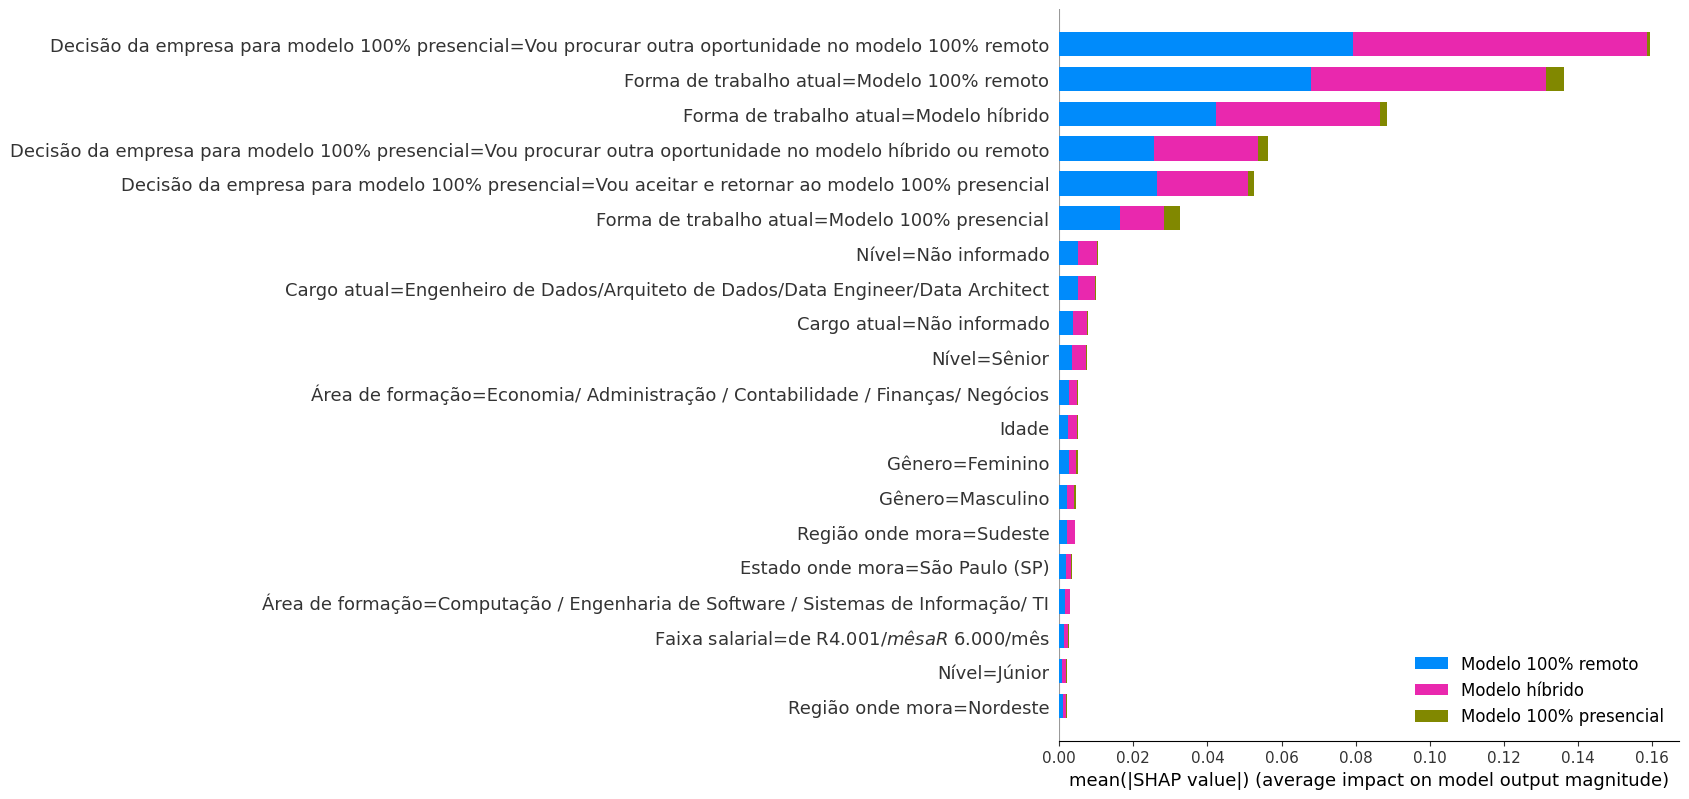 Decisão da empresa para modelo 100% presencial=Vou procurar outra oportunidade no modelo 100% remoto
Forma de trabalho atual=Modelo 100% remoto
Forma de trabalho atual=Modelo híbrido
Decisão da empresa para modelo 100% presencial=Vou procurar outra oportunidade no modelo híbrido ou remoto
Decisão da empresa para modelo 100% presencial=Vou aceitar e retornar ao modelo 100% presencial
Forma de trabalho atual=Modelo 100% presencial
Nível=Não informado
Cargo atual=Engenheiro de Dados/Arquiteto de Dados/Data Engineer/Data Architect
Cargo atual=Não informado
Nível=Sênior
Área de formação=Economia/ Administração / Contabilidade / Finanças/ Negócios
Idade
Gênero=Feminino
Gênero=Masculino
Região onde mora=Sudeste
Estado onde mora=São Paulo (SP)
Área de formação=Computação / Engenharia de Software / Sistemas de Informação/ TI
Faixa salarial=de R4.001/mêsaR 6.000/mês
Nível=Júnior
Região onde mora=Nordeste
Modelo 100% remoto
Modelo híbrido
Modelo 100% presencial
0.00 0.02 0.04 0.06 0.08 0.10 0.12 0.14 0.16
mean(|SHAP value|) (average impact on model output magnitude)